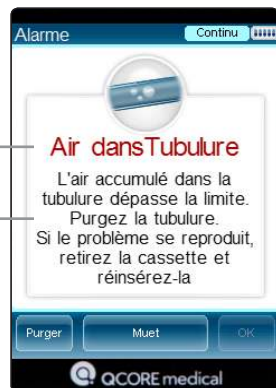 Alarme
Continu
Air dansTubulure
L'air accumulé dans la
tubulure dépasse la limite.
Purgez la tubulure.
Si le problème se reproduit,
retirez la cassette et
réinsérez-la
Purger
Muet
OK
QCORE medical